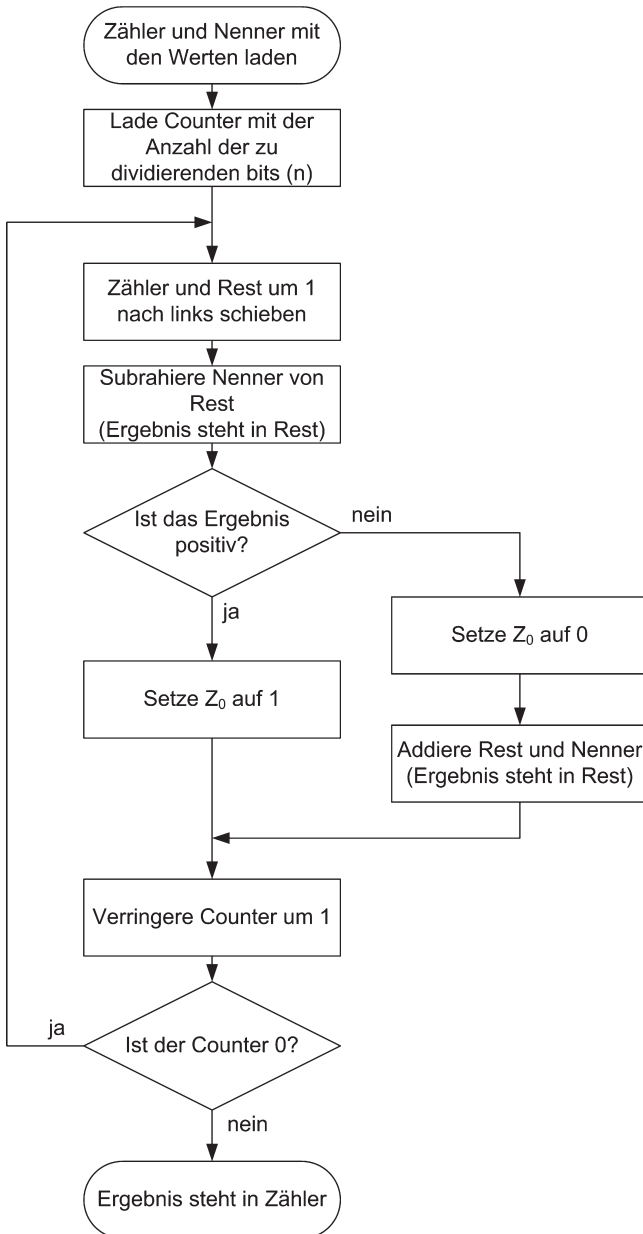 Zähler und Nenner mit
den Werten laden
Lade Counter mit der
Anzahl der zu
dividierenden bits (n)
Zähler und Rest um 1
nach links schieben
Subrahiere Nenner von
Rest
(Ergebnis steht in Rest)
Ist das Ergebnis
positiv?
nein
ja
Setze Z₀ auf 0
Setze Z₀ auf 1
Addiere Rest und Nenner
(Ergebnis steht in Rest)
Verringere Counter um 1
ja
Ist der Counter 0?
nein
Ergebnis steht in Zähler